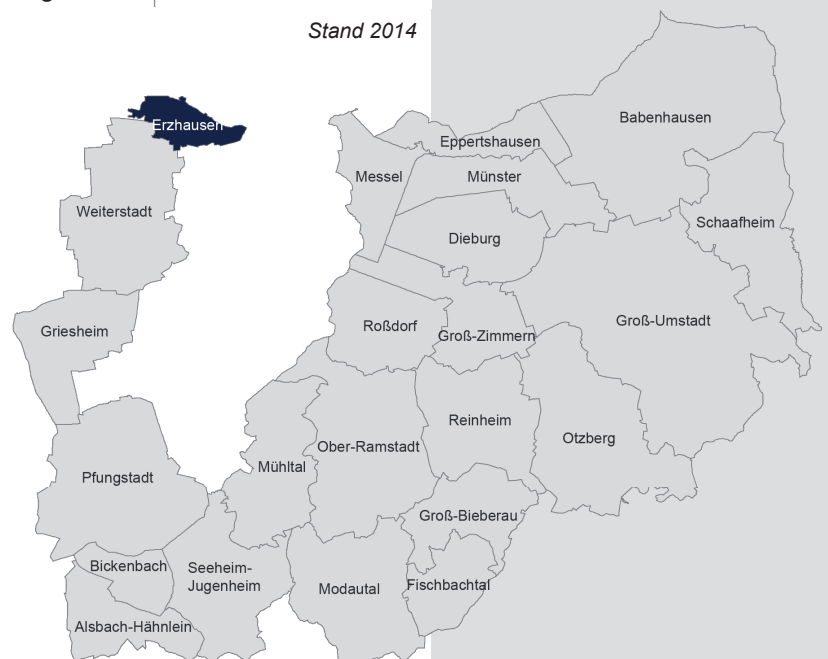 Stand 2014
Babenhausen
Erzhausen
Eppertshausen
Messel
Münster
Weiterstadt
Schaafheim
Dieburg
Groß-Umstadt
Roßdorf
Griesheim
Groß-Zimmern
Reinheim
Otzberg
Ober-Ramstadt
Mühltal
Pfungstadt
Groß-Bieberau
Bickenbach
Seeheim-
Jugenheim
Fischbachtal
Modautal
Alsbach-Hähnlein